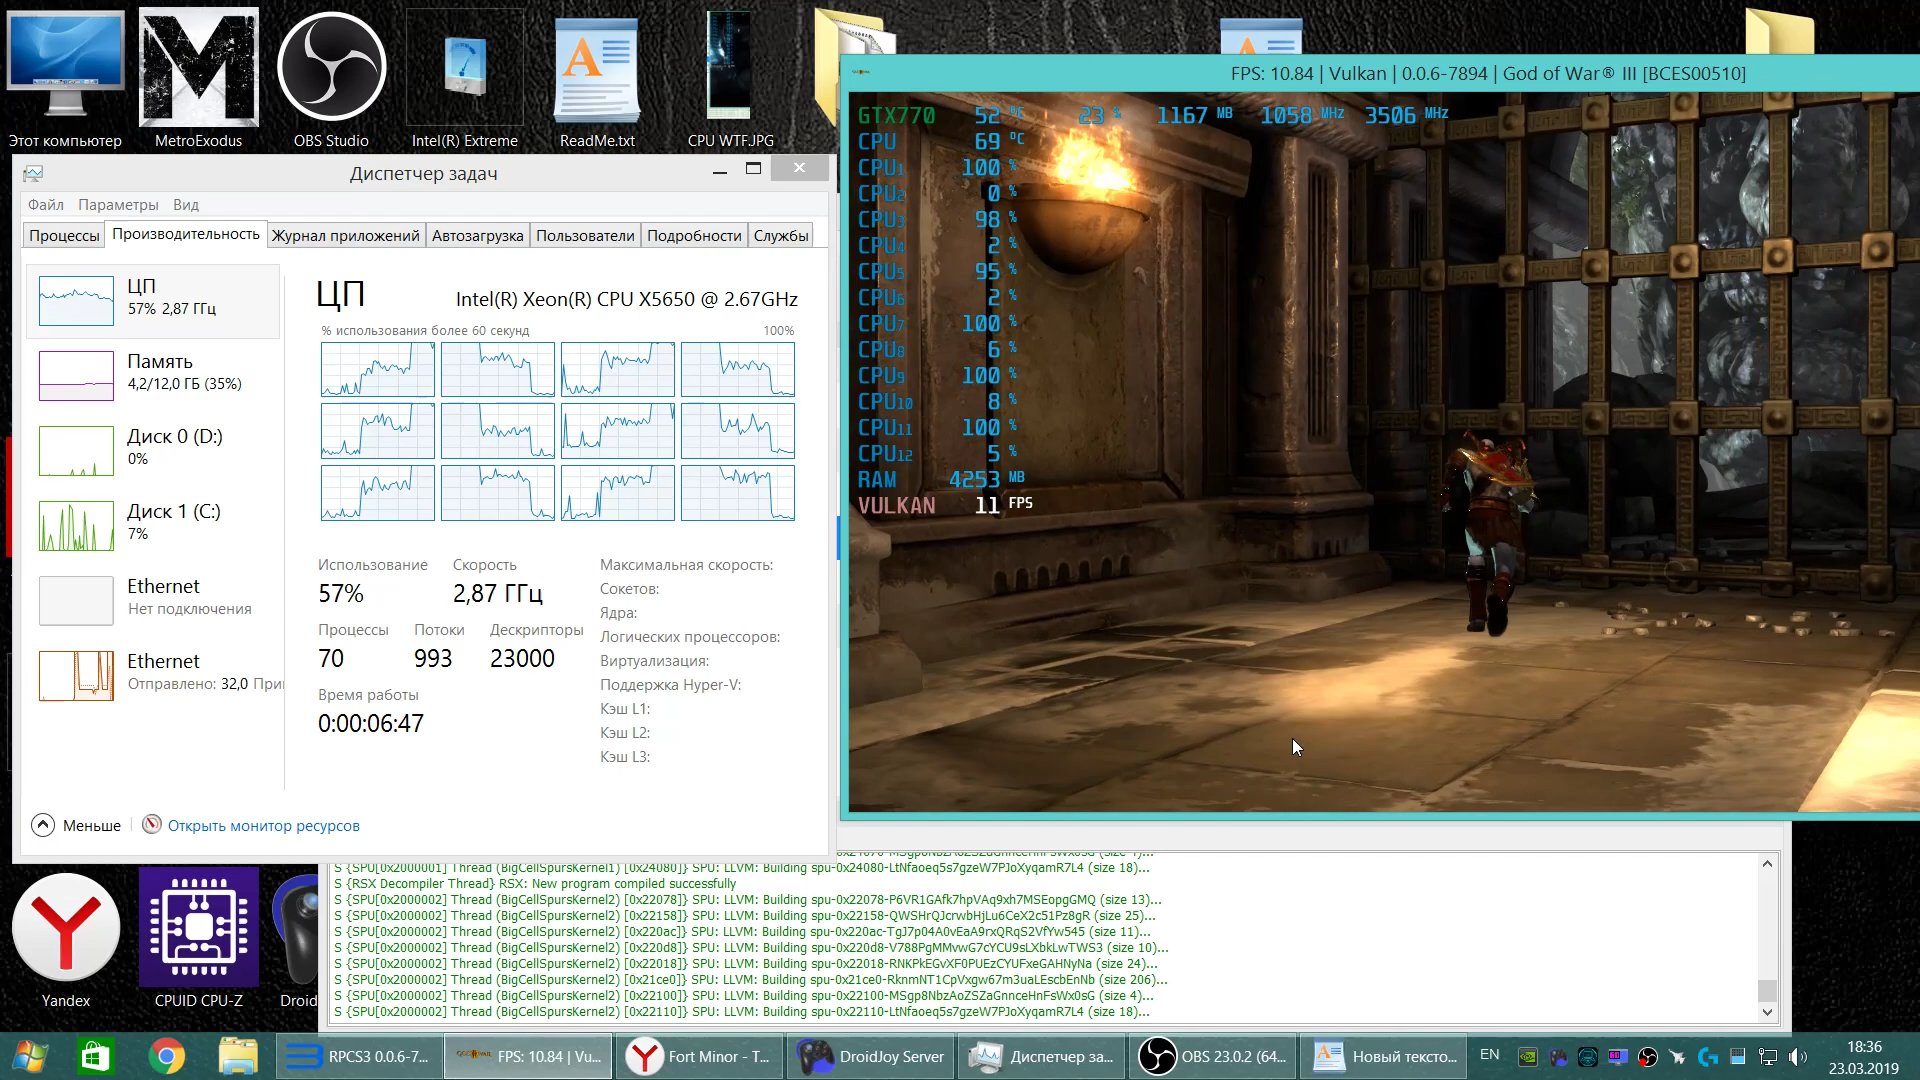 Этот компьютер
MetroExodus
OBS Studio
Intel(R) Extreme
ReadMe.txt
CPU WTF.JPG
Диспетчер задач
Файл Параметры Вид
Процессы Производительность Журнал приложений Автозагрузка Пользователи Подробности Службы
ЦП
57% 2,87 ГГц
Память
4,2/12,0 ГБ (35%)
Диск 0 (D:)
0%
Диск 1 (C:)
7%
Ethernet
Нет подключения
Ethernet
Отправлено: 32,0 При
ЦП Intel(R) Xeon(R) CPU X5650 @ 2.67GHz
% использования более 60 секунд 100%
Использование Скорость
57% 2,87 ГГц
Процессы Потоки Дескрипторы
70 993 23000
Время работы
0:00:06:47
Максимальная скорость:
Сокетов:
Ядра:
Логических процессоров:
Виртуализация:
Поддержка Hyper-V:
Кэш L1:
Кэш L2:
Кэш L3:
Меньше Открыть монитор ресурсов
FPS: 10.84 | Vulkan | 0.0.6-7894 | God of War® III [BCES00510]
GTX770 52 °C 23 % 1167 MB 1058 MHz 3506 MHz
CPU 69 °C
CPU1 100 %
CPU2 0 %
CPU3 98 %
CPU4 2 %
CPU5 95 %
CPU6 2 %
CPU7 100 %
CPU8 6 %
CPU9 100 %
CPU10 8 %
CPU11 100 %
CPU12 5 %
RAM 4253 MB
VULKAN 11 FPS
S {SPU[0x2000001] Thread (BigCellSpursKernel1) [0x24080]} SPU: LLVM: Building spu-0x24080-LtNfaoeq5s7gzeW7PJoXyqamR7L4 (size 18)...
S {RSX Decompiler Thread} RSX: New program compiled successfully
S {SPU[0x2000002] Thread (BigCellSpursKernel2) [0x22078]} SPU: LLVM: Building spu-0x22078-P6VR1GAfk7hpVAq9xh7MSEopgGMQ (size 13)...
S {SPU[0x2000002] Thread (BigCellSpursKernel2) [0x22158]} SPU: LLVM: Building spu-0x22158-QWSHrQJcrwbHjLu6CeX2c51Pz8gR (size 25)...
S {SPU[0x2000002] Thread (BigCellSpursKernel2) [0x220ac]} SPU: LLVM: Building spu-0x220ac-TgJ7p04A0vEaA9rxQRqS2VfYw545 (size 11)...
S {SPU[0x2000002] Thread (BigCellSpursKernel2) [0x220d8]} SPU: LLVM: Building spu-0x220d8-V788PgMMvwG7cYCU9sLXbkLwTWS3 (size 10)...
S {SPU[0x2000002] Thread (BigCellSpursKernel2) [0x22018]} SPU: LLVM: Building spu-0x22018-RNKPkEGvXF0PUEzCYUFxeGAHNyNa (size 24)...
S {SPU[0x2000002] Thread (BigCellSpursKernel2) [0x21ce0]} SPU: LLVM: Building spu-0x21ce0-RknmNT1CpVxgw67m3uaLEscbEnNb (size 206)...
S {SPU[0x2000002] Thread (BigCellSpursKernel2) [0x22100]} SPU: LLVM: Building spu-0x22100-MSgp8NbzAoZSZaGnnceHnFsWx0sG (size 4)...
S {SPU[0x2000002] Thread (BigCellSpursKernel2) [0x22110]} SPU: LLVM: Building spu-0x22110-LtNfaoeq5s7gzeW7PJoXyqamR7L4 (size 18)...
Yandex
CPUID CPU-Z
Droid
RPCS3 0.0.6-7...
FPS: 10.84 | Vu...
Fort Minor - T...
DroidJoy Server
Диспетчер за...
OBS 23.0.2 (64...
Новый тексто...
EN
18:36
23.03.2019